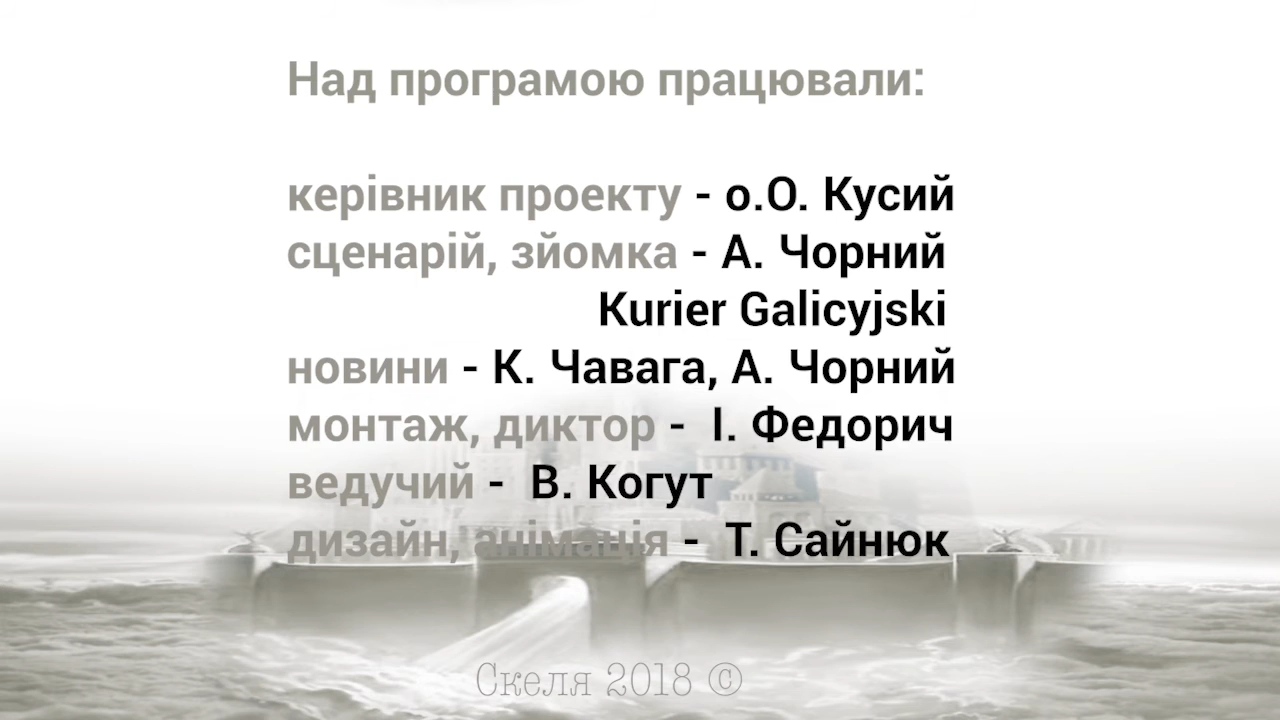 Над програмою працювали:
керівник проекту - о.О. Кусий
сценарій, зйомка - А. Чорний
Kurier Galicyjski
новини - К. Чавага, А. Чорний
монтаж, диктор - І. Федорич
ведучий - В. Когут
дизайн, анімація - Т. Сайнюк
Скеля 2018 ©